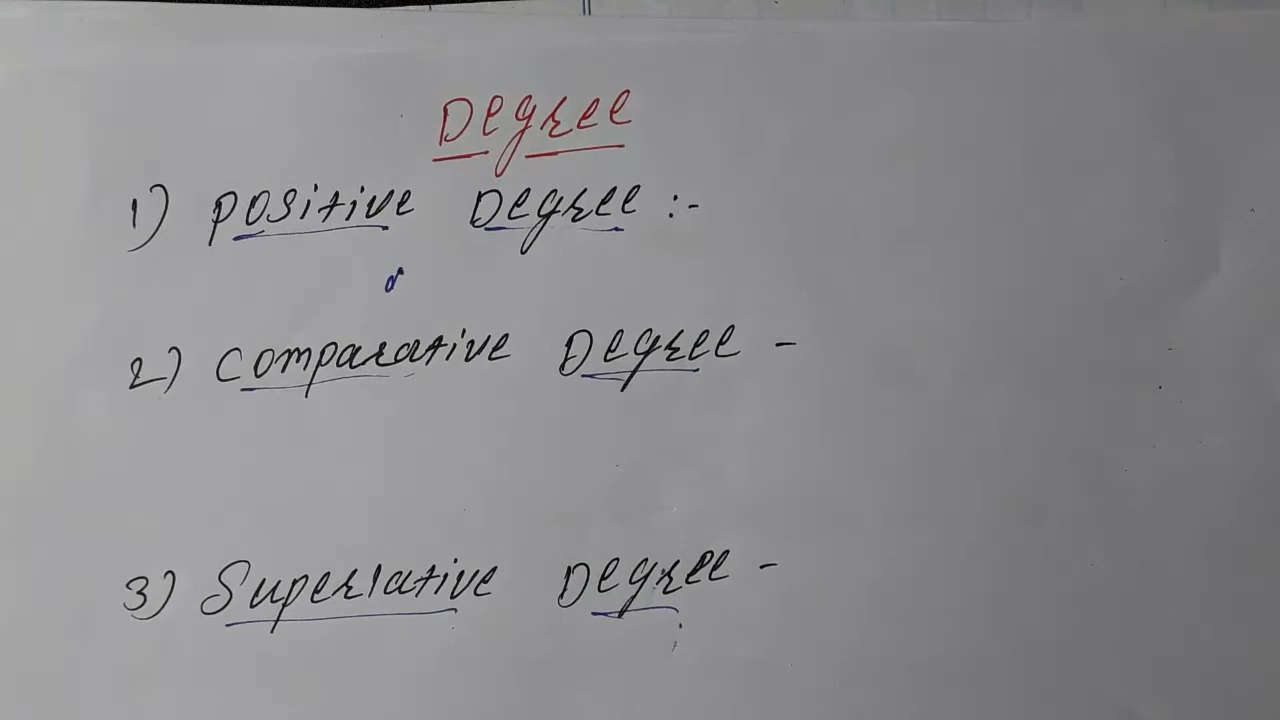 Degree
1) Positive Degree :-
2) Comparative Degree -
3) Superlative Degree -